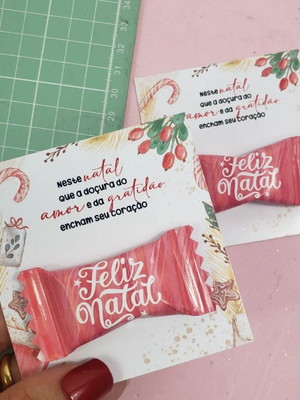 Neste natal
que a doçura do
amor e da gratidão
encham seu coração
Feliz
Natal
Neste natal
que a doçura do
amor e da gratidão
encham seu coração
Feliz
Natal